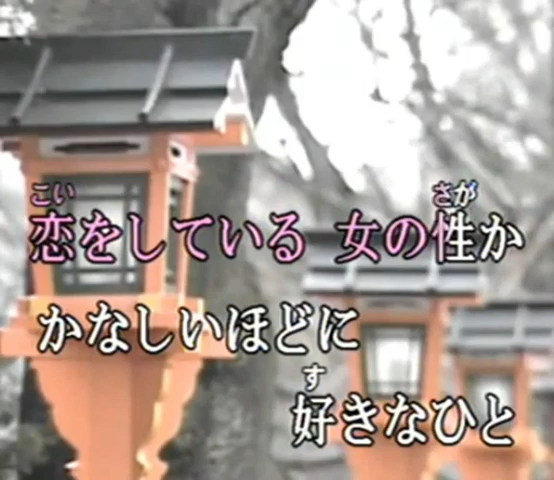 こい さが
恋をしている 女の性か
かなしいほどに
す
好きなひと